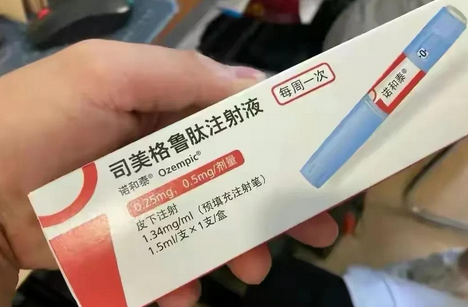 司美格鲁肽注射液
每周一次
诺和泰® Ozempic®
0.25mg、0.5mg/剂量
皮下注射
1.34mg/ml（预填充注射笔）
1.5ml/支×1支/盒
诺和泰®